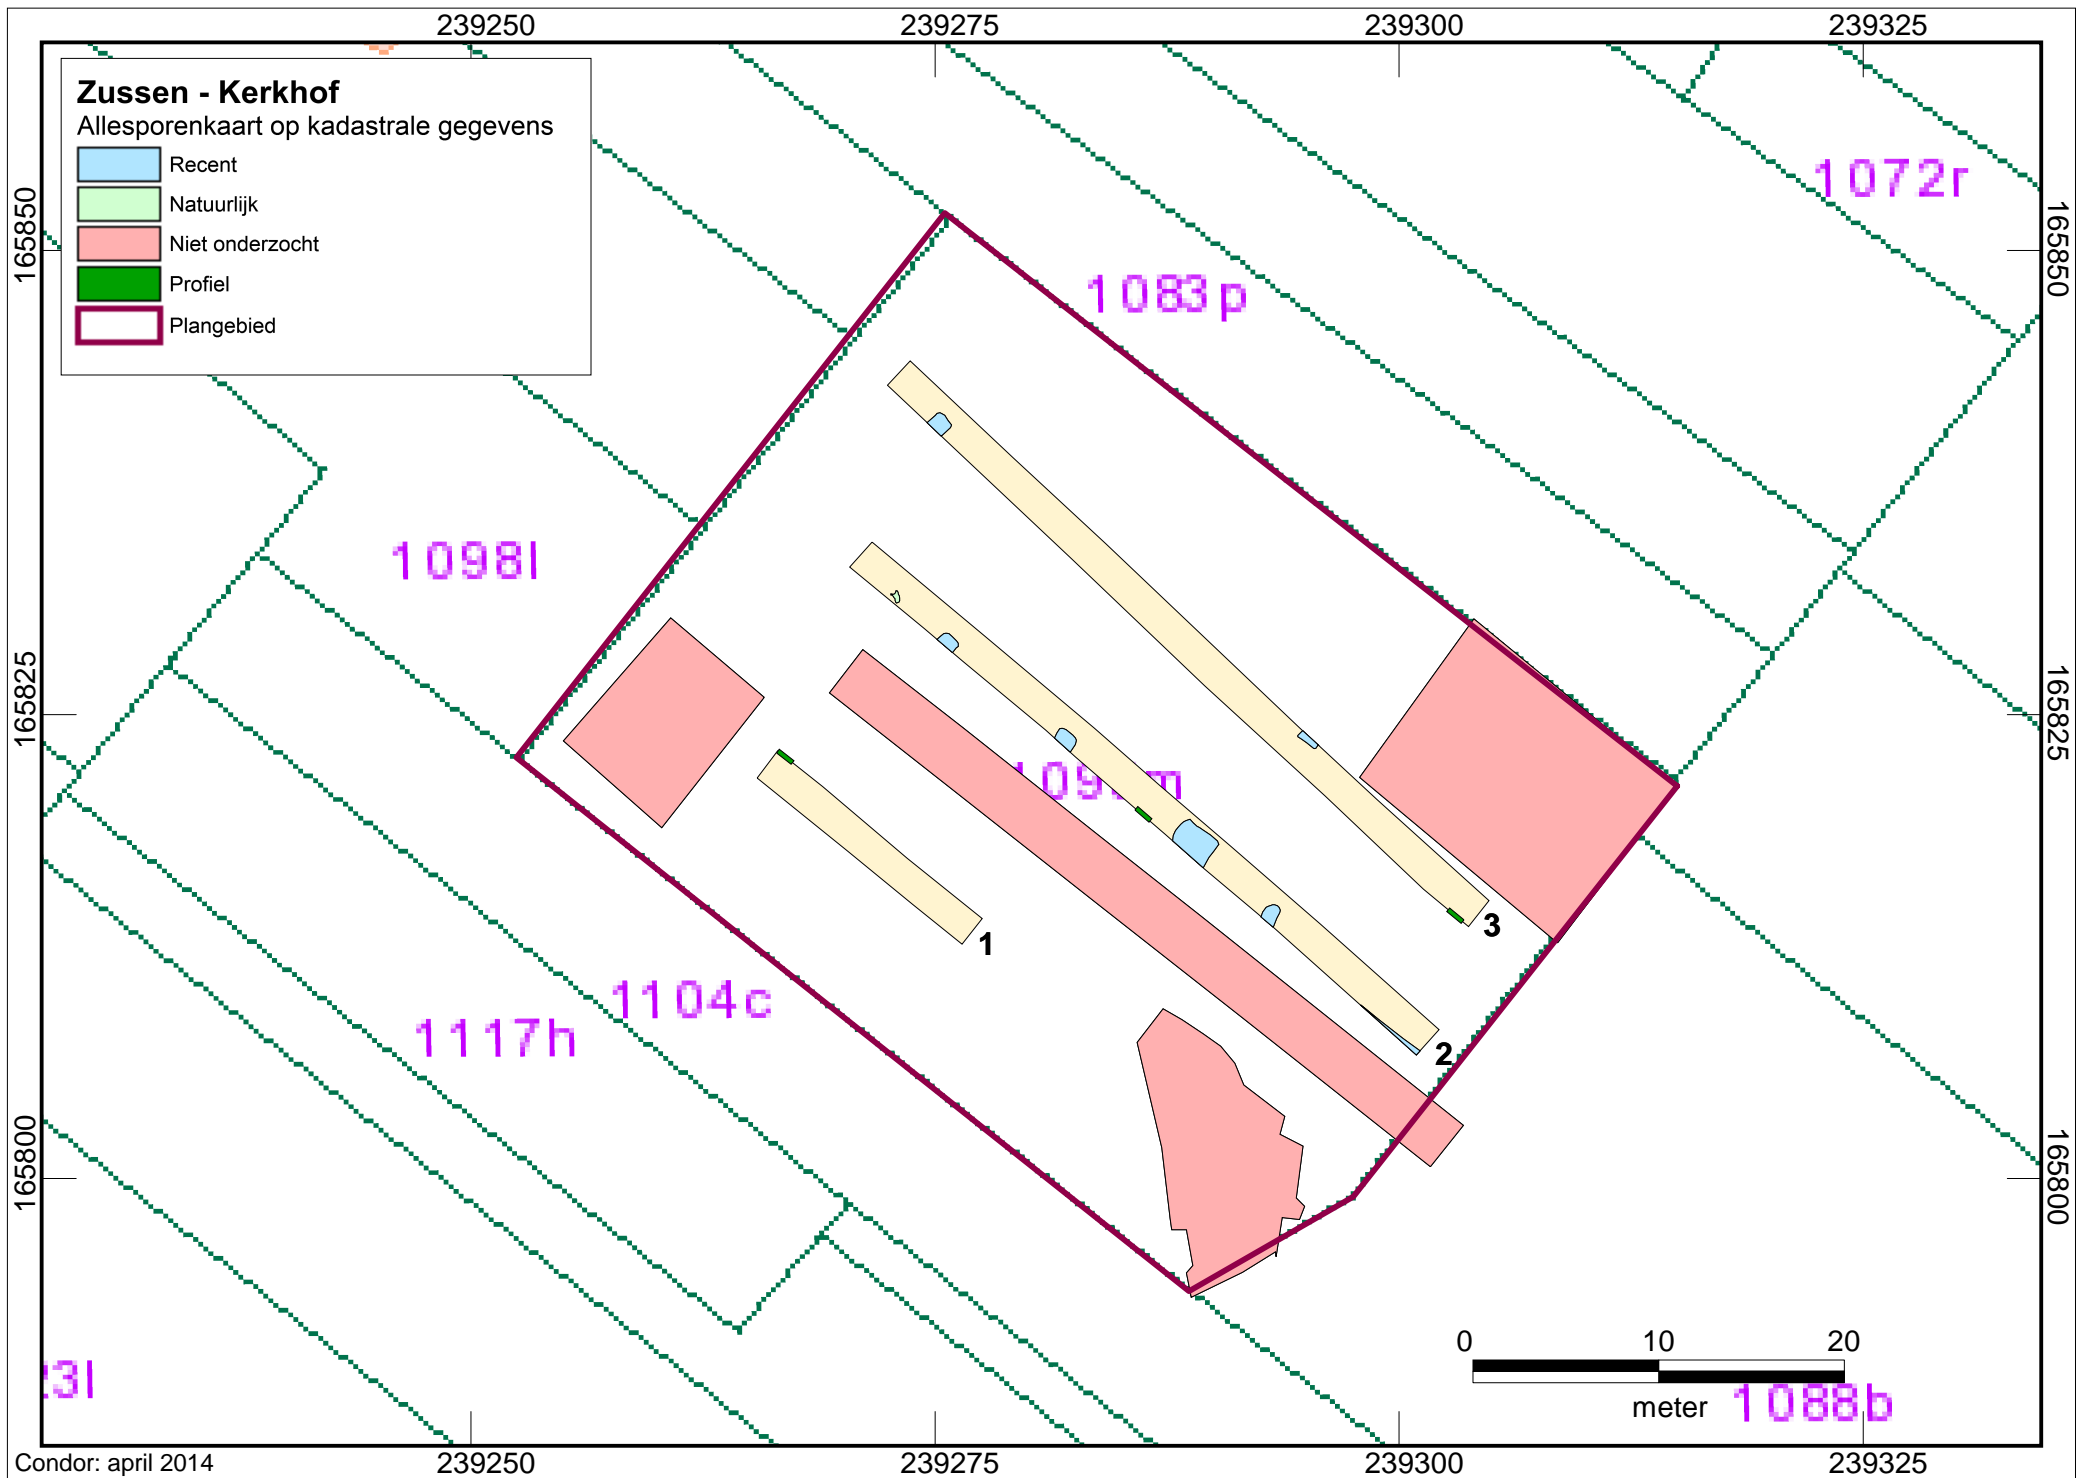 239250 239275 239300 239325
Zussen - Kerkhof
Allesporenkaart op kadastrale gegevens
Recent
Natuurlijk
Niet onderzocht
Profiel
Plangebied
1072r
165850 165850
1083p
1098l
165825 165825
3
1
1104c
1117h
2
165800 165800
0 10 20
meter
1088b
Condor: april 2014
239250 239275 239300 239325